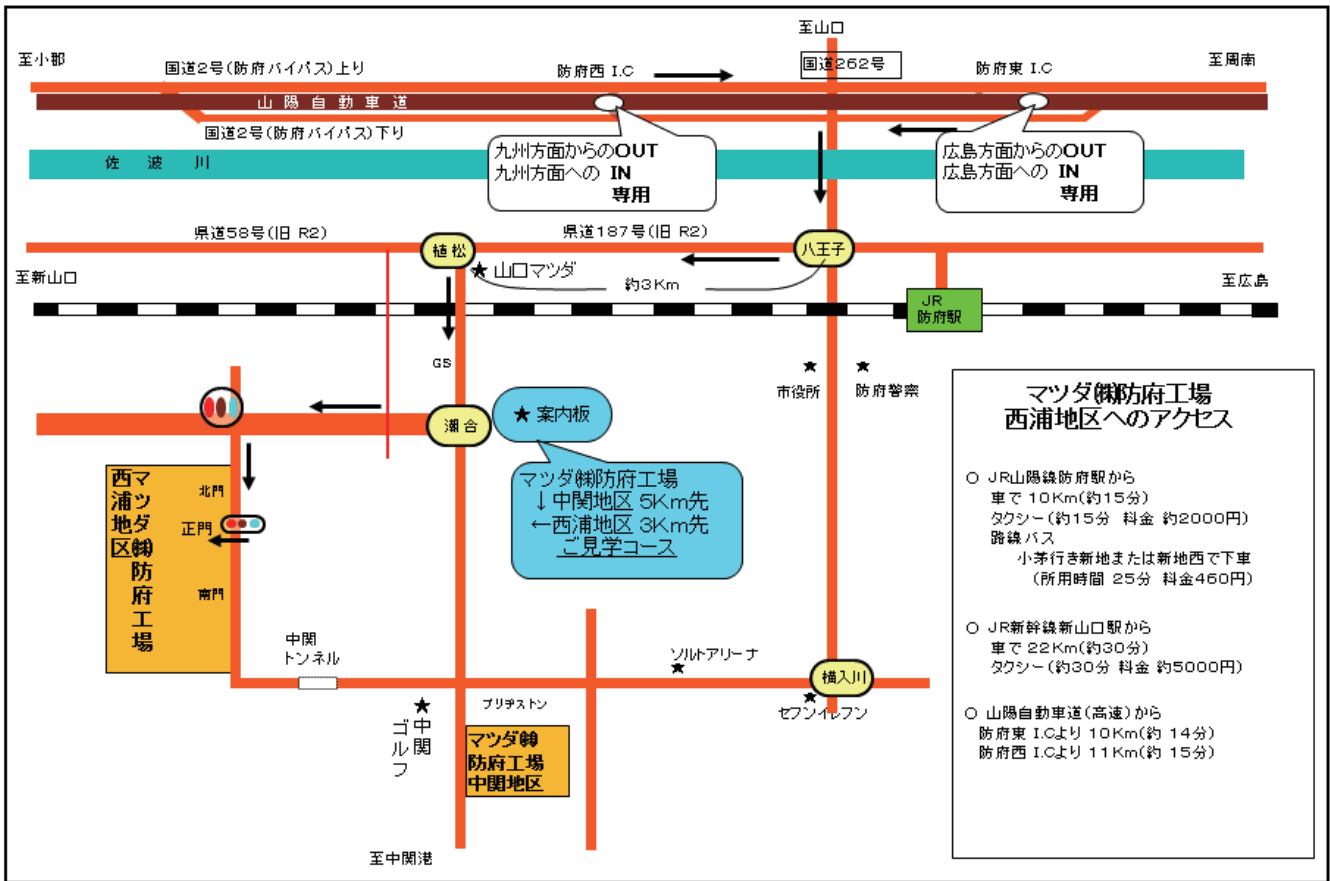 至山口
至小郡
国道2号(防府バイパス)上り
防府西 I.C
国道262号
防府東 I.C
至周南
山陽自動車道
国道2号(防府バイパス)下り
佐波川
九州方面からのOUT
九州方面への IN
専用
広島方面からのOUT
広島方面への IN
専用
県道58号(旧 R2)
植松
県道187号(旧 R2)
八王子
★山口マツダ
約3Km
至新山口
至広島
JR
防府駅
GS
★
市役所
★
防府警察
潮合
★案内板
マツダ㈱防府工場
↓中関地区 5Km先
←西浦地区 3Km先
ご見学コース
マツダ㈱防府工場
西浦地区
北門
正門
南門
中関
トンネル
★中関
ゴルフ
ブリヂストン
マツダ㈱
防府工場
中関地区
ソルトアリーナ
★
横入川
★
セブンイレブン
至中関港
マツダ㈱防府工場
西浦地区へのアクセス
○ JR山陽線防府駅から
車で 10Km(約15分)
タクシー(約15分 料金 約2000円)
路線バス
小茅行き新地または新地西で下車
(所用時間 25分 料金460円)
○ JR新幹線新山口駅から
車で 22Km(約30分)
タクシー(約30分 料金 約5000円)
○ 山陽自動車道(高速)から
防府東 I.Cより 10Km(約 14分)
防府西 I.Cより 11Km(約 15分)